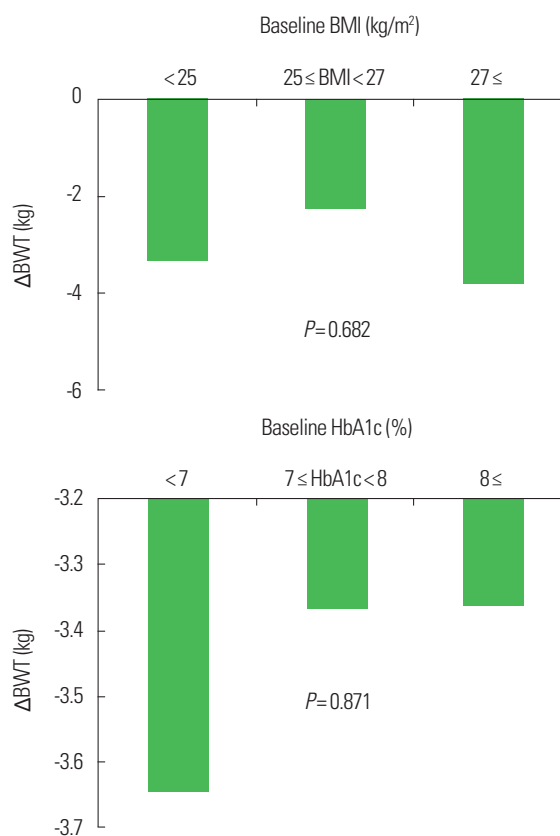 Baseline BMI (kg/m²)
<25 25≤BMI<27 27≤
0
-2
-4
-6
ΔBWT (kg)
P=0.682
Baseline HbA1c (%)
<7 7≤HbA1c<8 8≤
-3.2
-3.3
-3.4
-3.5
-3.6
-3.7
ΔBWT (kg)
P=0.871